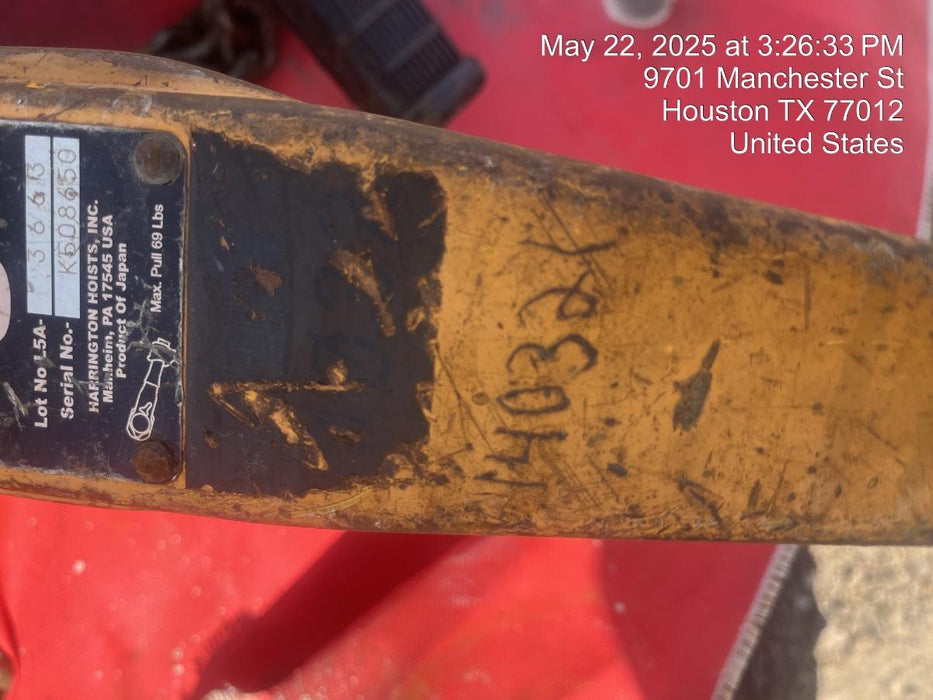 May 22, 2025 at 3:26:33 PM
9701 Manchester St
Houston TX 77012
United States
Lot No L5A-
Serial No.- K508650
HARRINGTON HOISTS, INC.
Manheim, PA 17545 USA
Product Of Japan
Max. Pull 69 Lbs